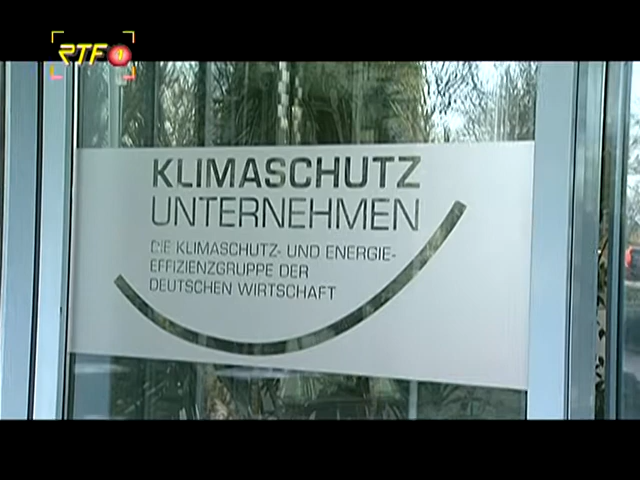 RTF 1
KLIMASCHUTZ
UNTERNEHMEN
DIE KLIMASCHUTZ- UND ENERGIE-
EFFIZIENZGRUPPE DER
DEUTSCHEN WIRTSCHAFT